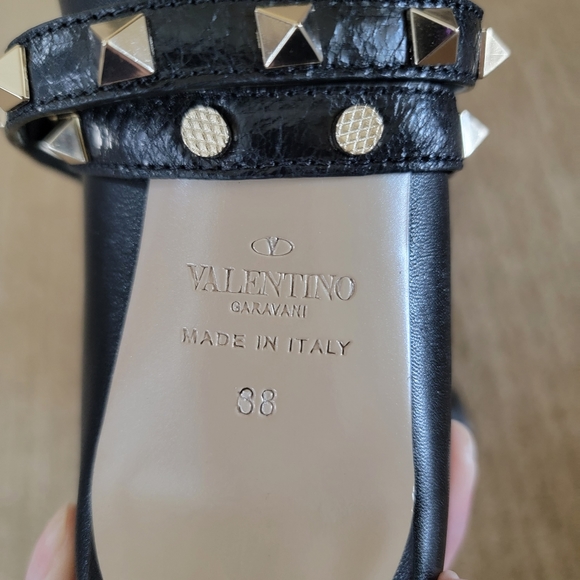 V
VALENTINO
GARAVANI
MADE IN ITALY
38